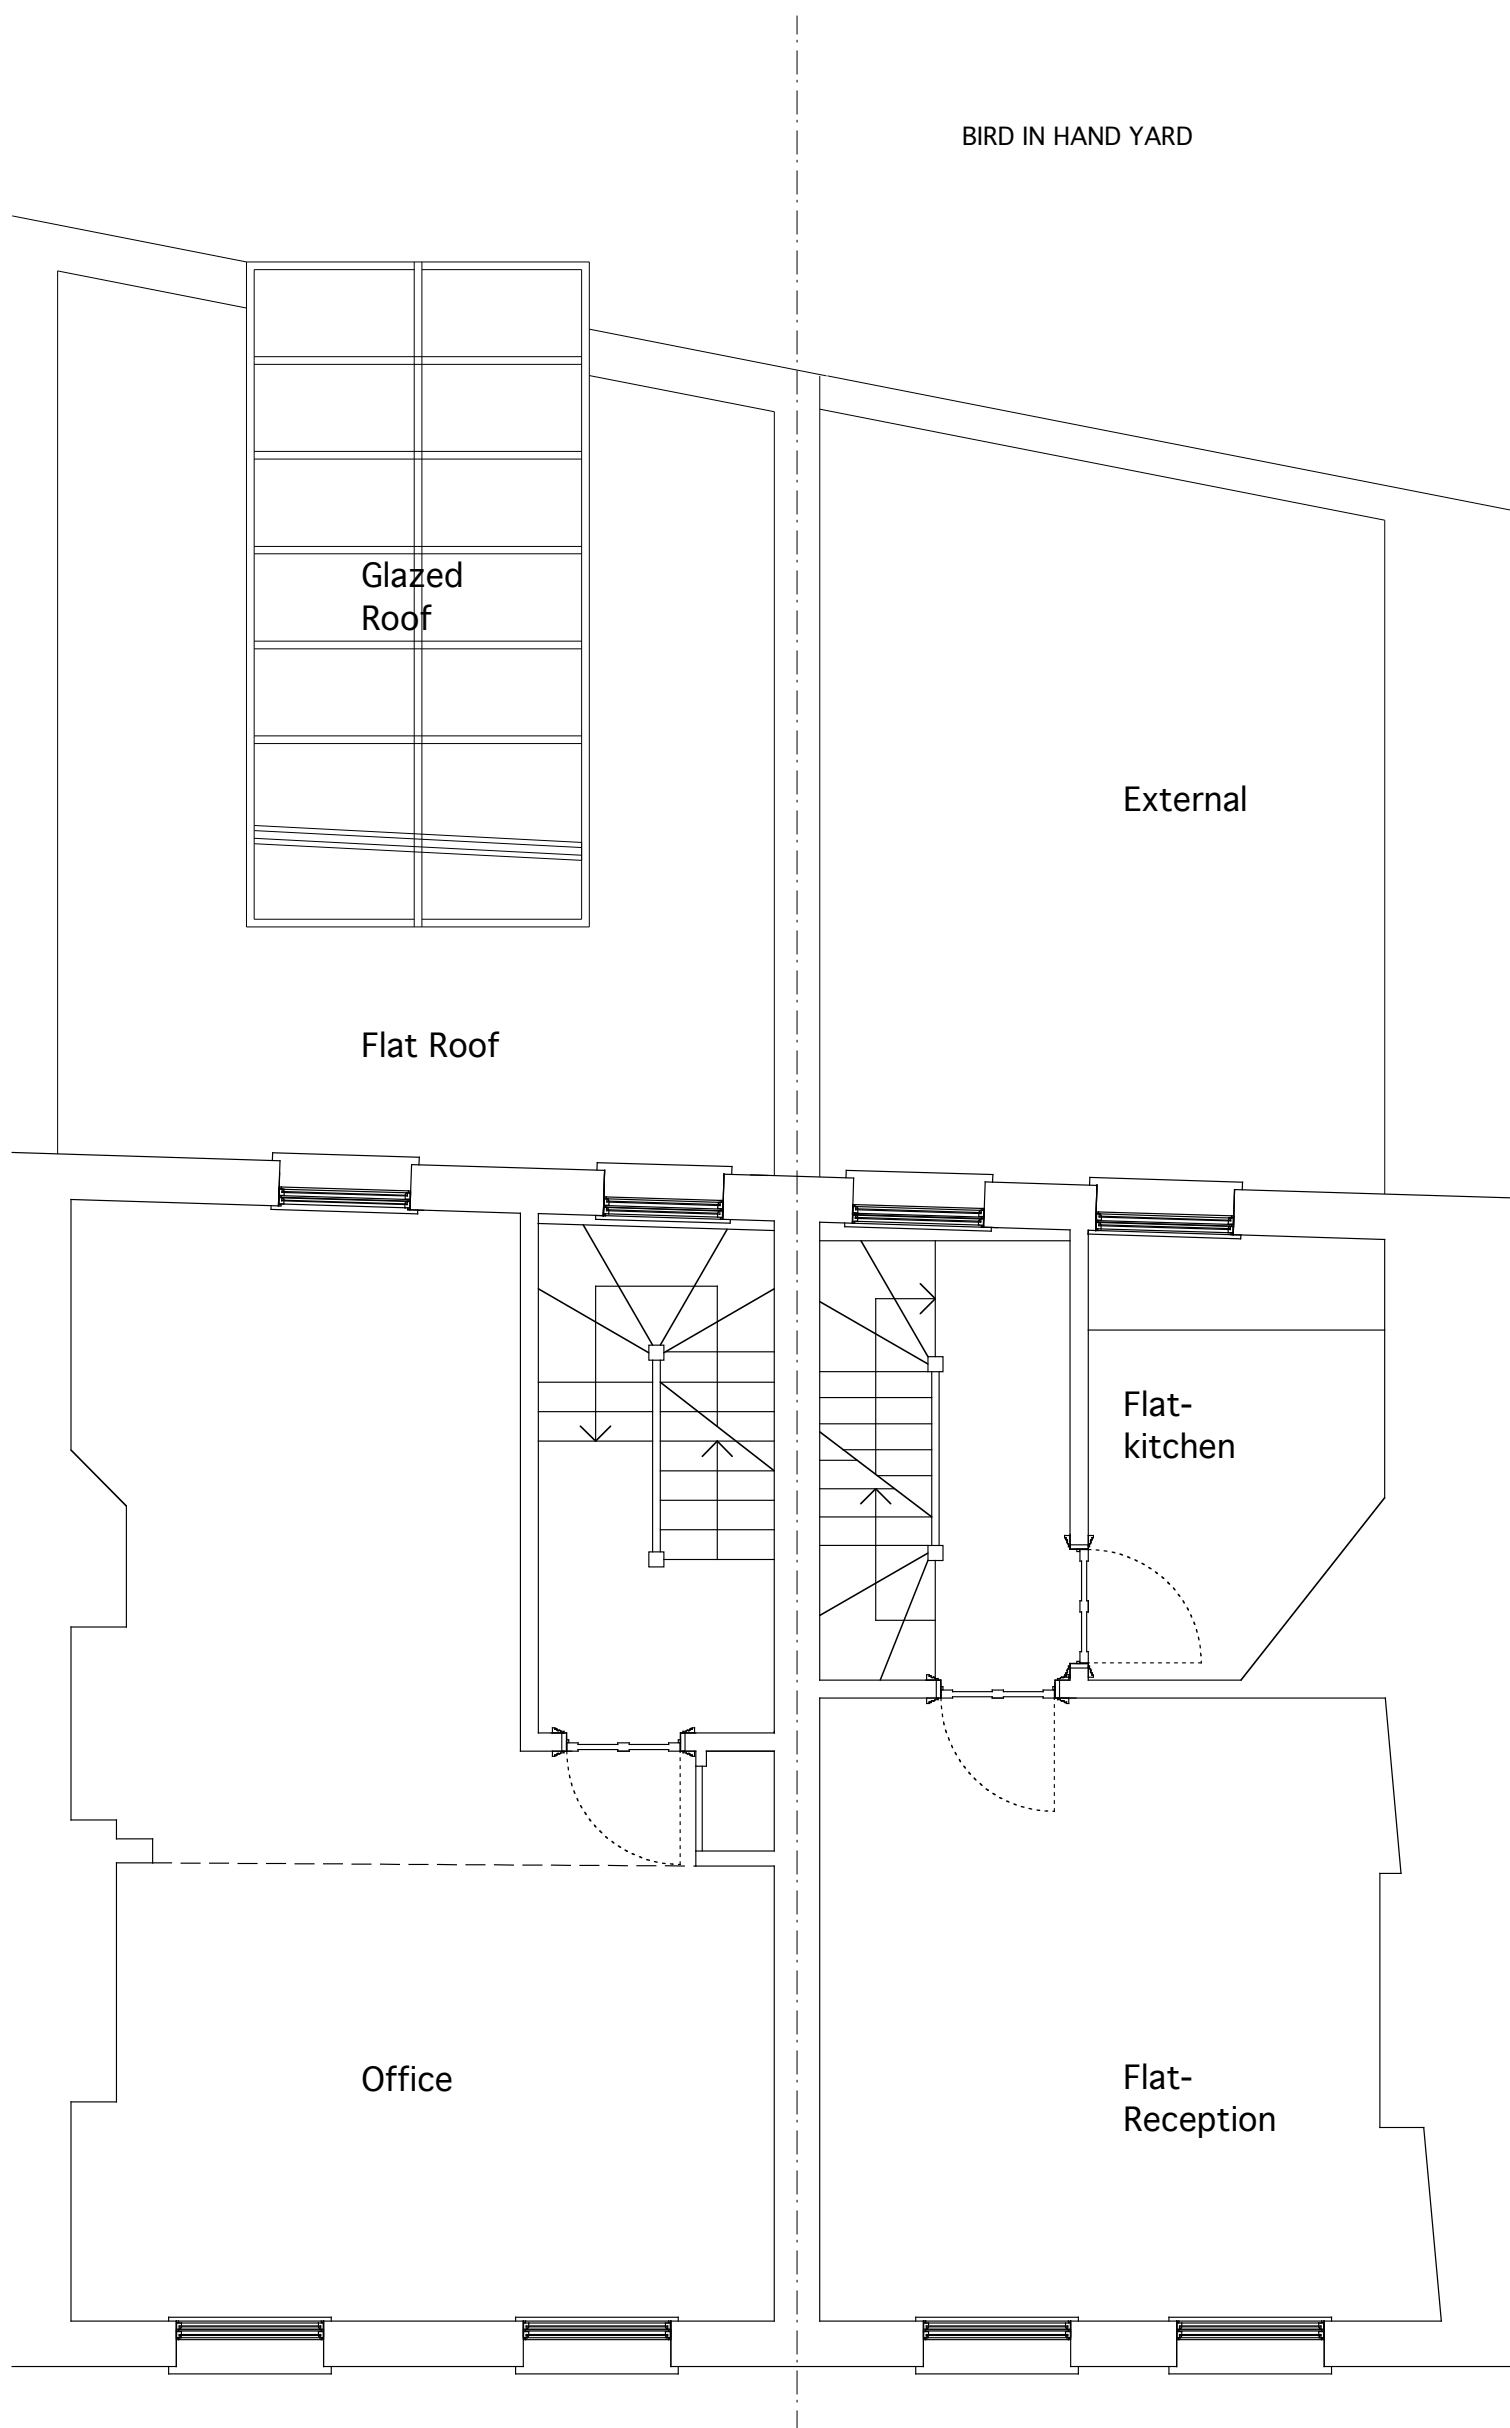 BIRD IN HAND YARD
Glazed
Roof
External
Flat Roof
Flat-
kitchen
Office
Flat-
Reception